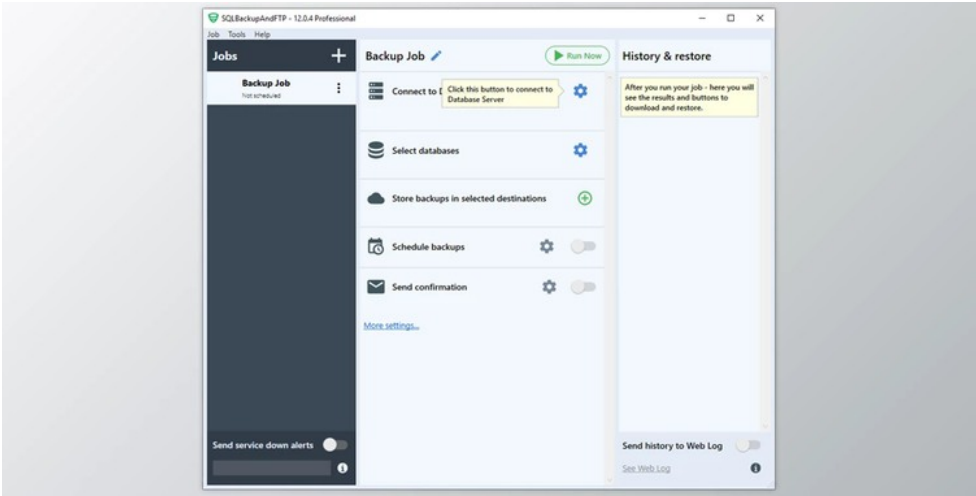 SQLBackupAndFTP - 12.0.4 Professional
Job Tools Help
Jobs
Backup Job
Not scheduled
Send service down alerts
Backup Job
Run Now
Connect to D
Click this button to connect to
Database Server
Select databases
Store backups in selected destinations
Schedule backups
Send confirmation
More settings...
History & restore
After you run your job - here you will
see the results and buttons to
download and restore.
Send history to Web Log
See Web Log